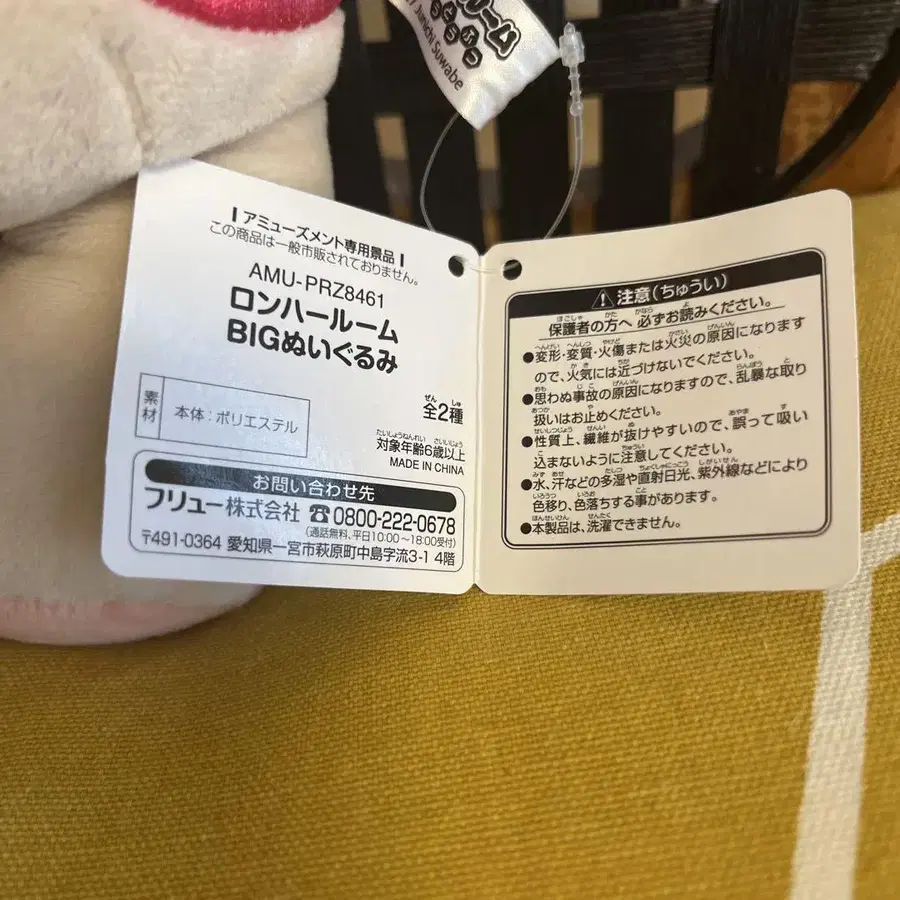 Junichi Suwabe
アミューズメント専用景品
この商品は一般市販されておりません。
AMU-PRZ8461
ロンハールーム
BIGぬいぐるみ
素材
本体：ポリエステル
全2種
対象年齢6歳以上
MADE IN CHINA
お問い合わせ先
フリュー株式会社 ☎0800-222-0678
(通話無料、平日10:00～18:00受付)
〒491-0364 愛知県一宮市萩原町中島字流3-1 4階
⚠注意(ちゅうい)
保護者の方へ 必ずお読みください。
●変形・変質・火傷または火災の原因になります
ので、火気には近づけないでください。
●思わぬ事故の原因になりますので、乱暴な取り
扱いはお止めください。
●性質上、繊維が抜けやすいので、誤って吸い
込まないように注意してください。
●水、汗などの多湿や直射日光、紫外線などにより
色移り、色落ちする事があります。
●本製品は、洗濯できません。